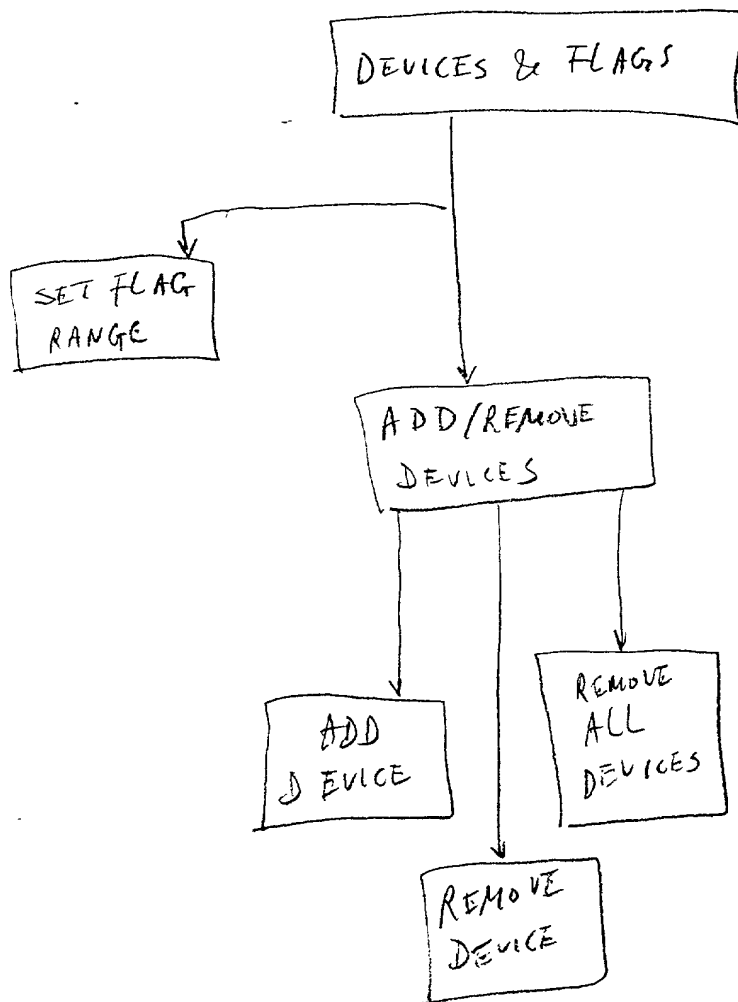 DEVICES & FLAGS
SET FLAG
RANGE
ADD/REMOVE
DEVICES
ADD
DEVICE
REMOVE
ALL
DEVICES
REMOVE
DEVICE